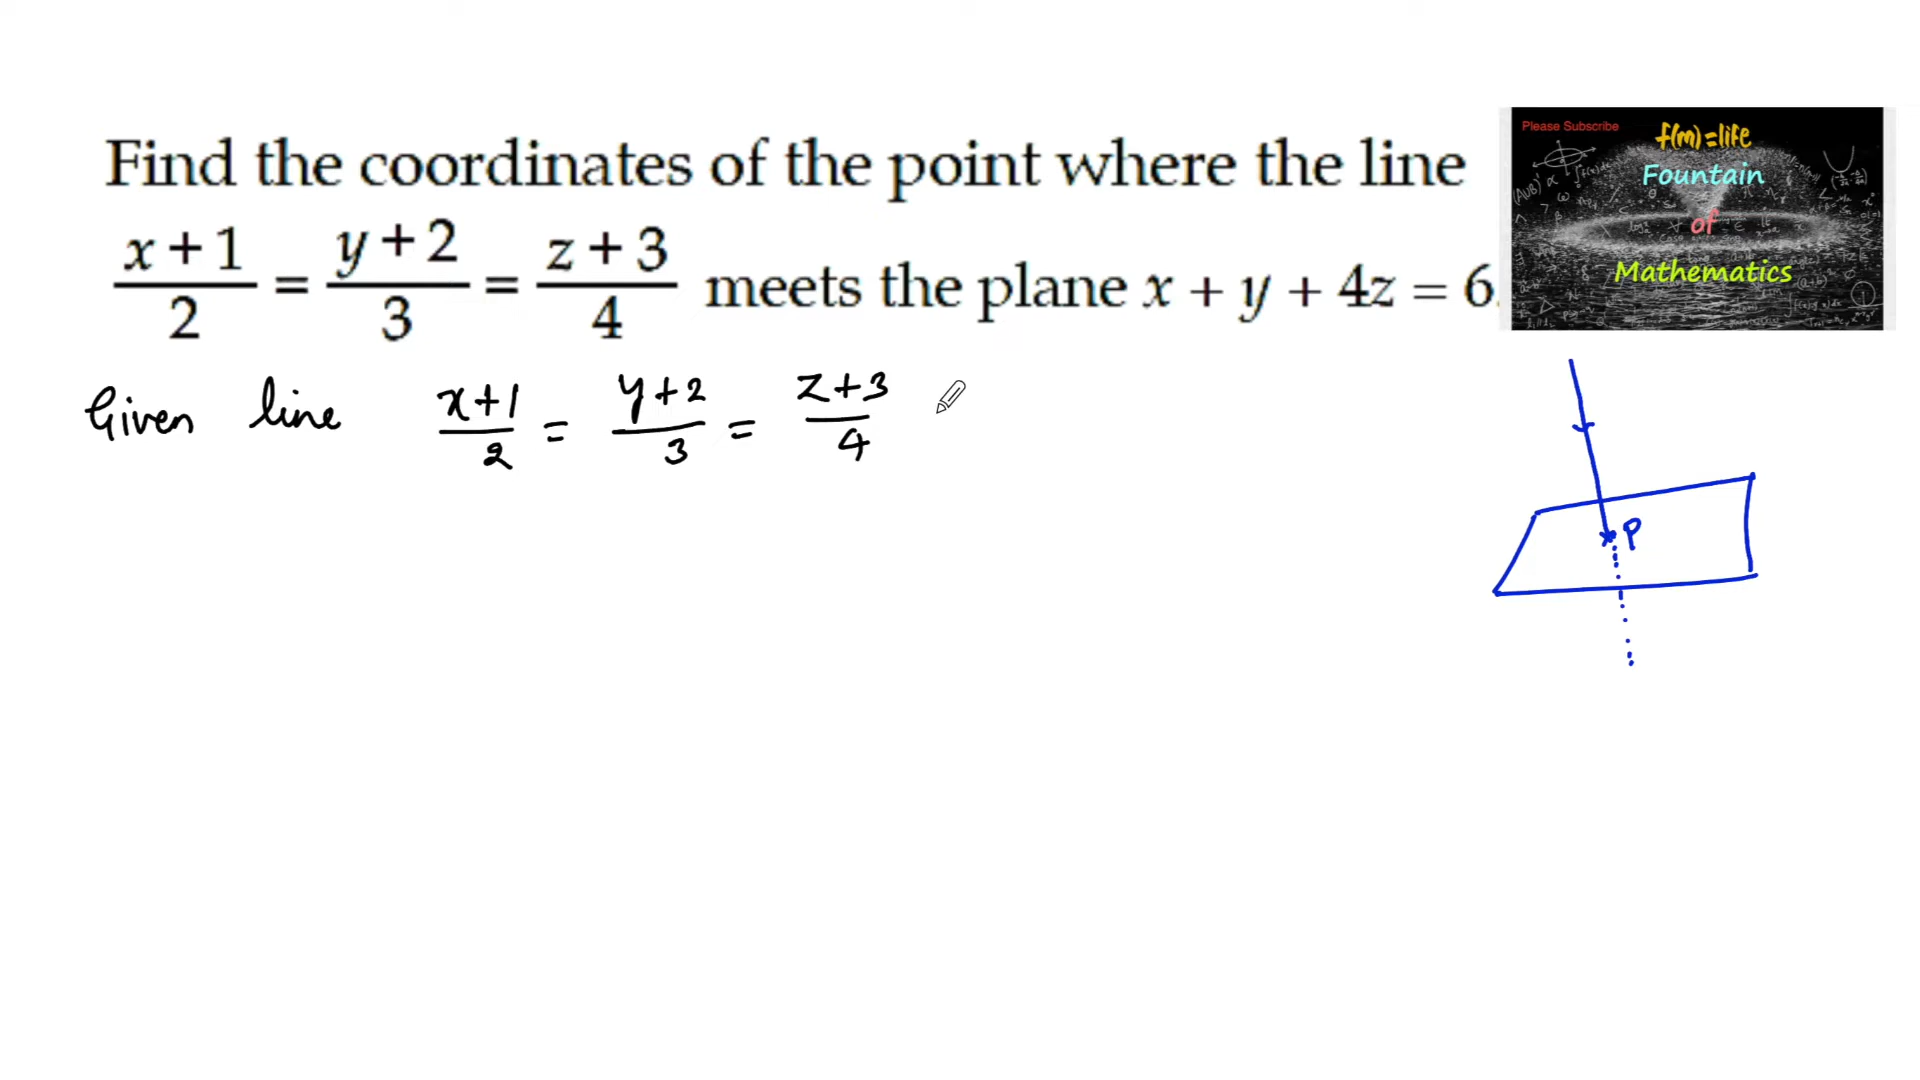 Find the coordinates of the point where the line
x + 1 / 2 = y + 2 / 3 = z + 3 / 4 meets the plane x + y + 4z = 6.
Please Subscribe
f(m)=life
Fountain
of
Mathematics
Given line x+1 / 2 = y+2 / 3 = z+3 / 4
P